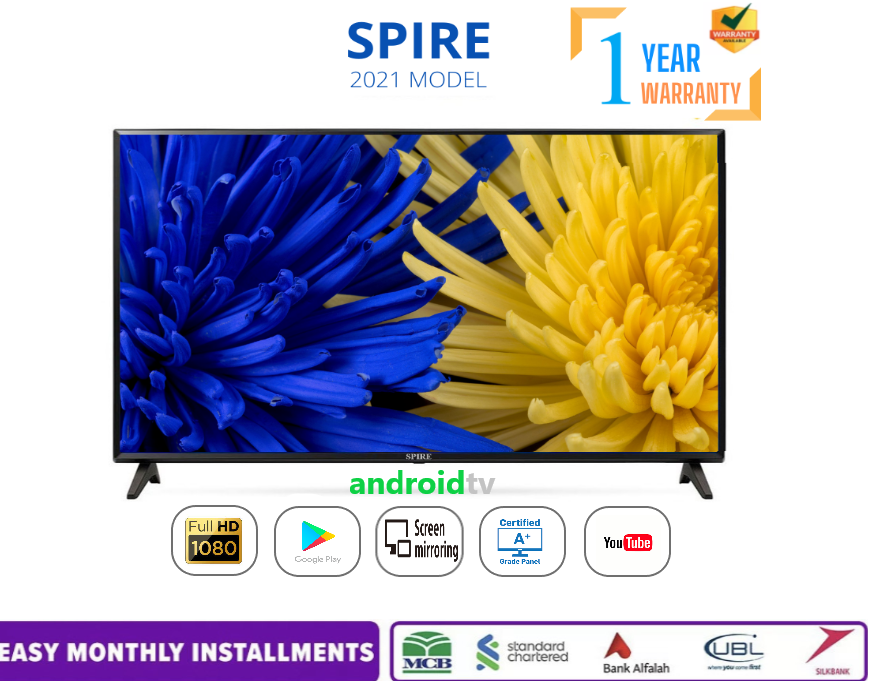 SPIRE
2021 MODEL
1 YEAR
WARRANTY
WARRANTY
AVAILABLE
SPIRE
androidtv
Full HD
1080
Google Play
Screen
mirroring
Certified
A+
Grade Panel
YouTube
EASY MONTHLY INSTALLMENTS
MCB
standard
chartered
Bank Alfalah
UBL
where you come first
SILKBANK